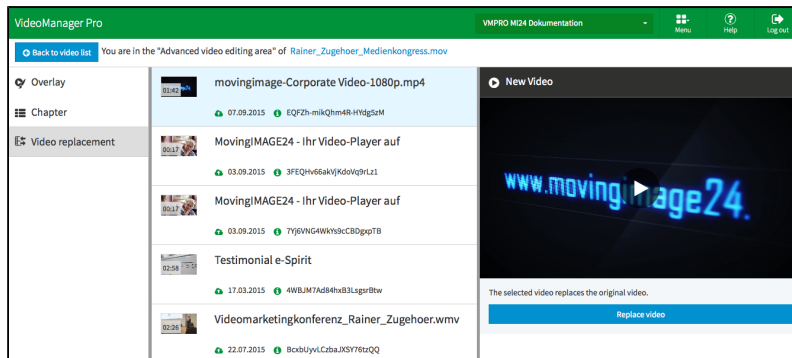 VideoManager Pro
VMPRO MI24 Dokumentation
Menu
Help
Log out
Back to video list
You are in the "Advanced video editing area" of Rainer_Zugehoer_Medienkongress.mov
Overlay
Chapter
Video replacement
01:42
movingimage-Corporate Video-1080p.mp4
07.09.2015 EQFZh-mikQhm4R-HYdg5zM
00:17
MovingIMAGE24 - Ihr Video-Player auf
03.09.2015 3FEQHv66akVjKdoVq9rLz1
00:17
MovingIMAGE24 - Ihr Video-Player auf
03.09.2015 7Yj6VNG4WkYs9cCBDgxpTB
02:58
Testimonial e-Spirit
17.03.2015 4WBJM7Ad84hxB3LsgsrBtw
02:26
Videomarketingkonferenz_Rainer_Zugehoer.wmv
22.07.2015 BcxbUyvLCzbaJXSY76tzQQ
New Video
www.movingimage24.
The selected video replaces the original video.
Replace video